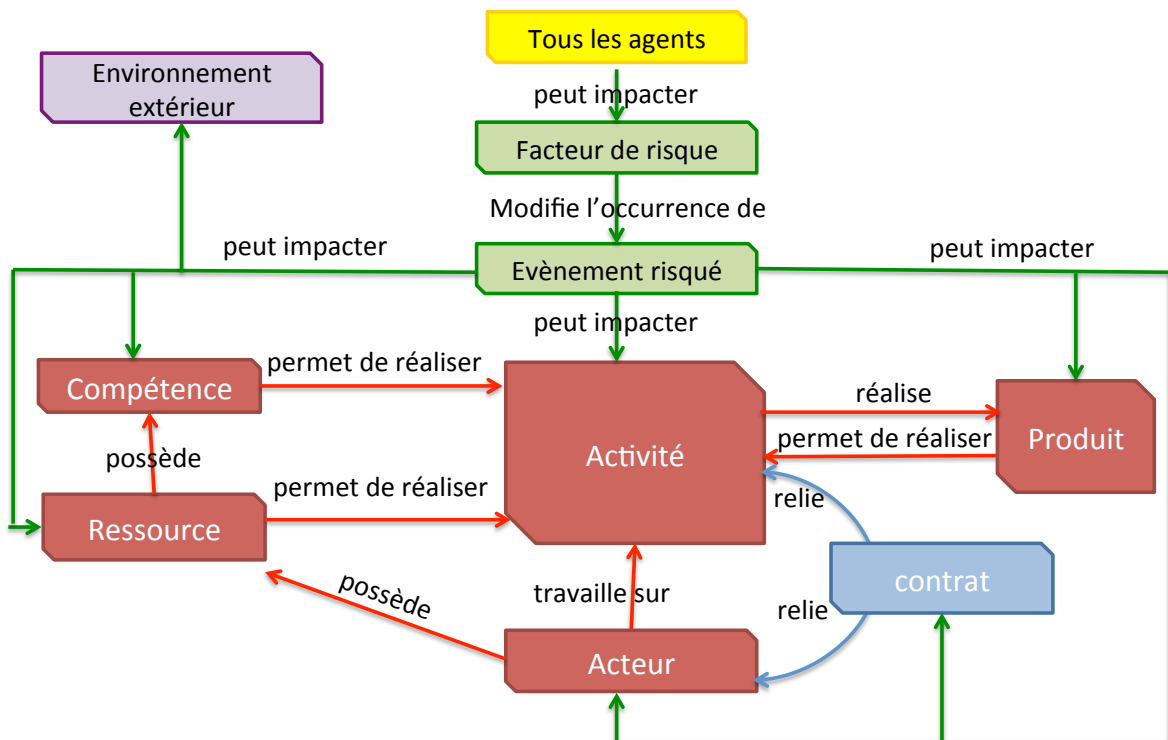 Tous les agents
Environnement
extérieur
peut impacter
Facteur de risque
Modifie l'occurrence de
peut impacter
Evènement risqué
peut impacter
peut impacter
Compétence
permet de réaliser
Activité
réalise
permet de réaliser
Produit
possède
Ressource
permet de réaliser
relie
contrat
possède
travaille sur
relie
Acteur